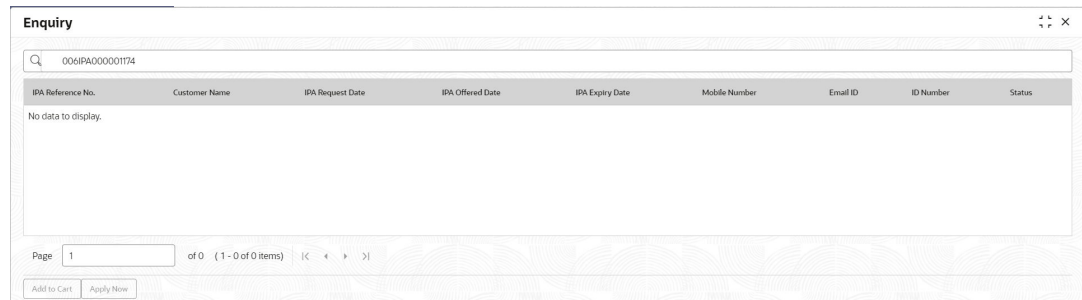 Enquiry
006IPA000001174
IPA Reference No. Customer Name IPA Request Date IPA Offered Date IPA Expiry Date Mobile Number Email ID ID Number Status
No data to display.
Page 1 of 0 (1 - 0 of 0 items)
Add to Cart Apply Now